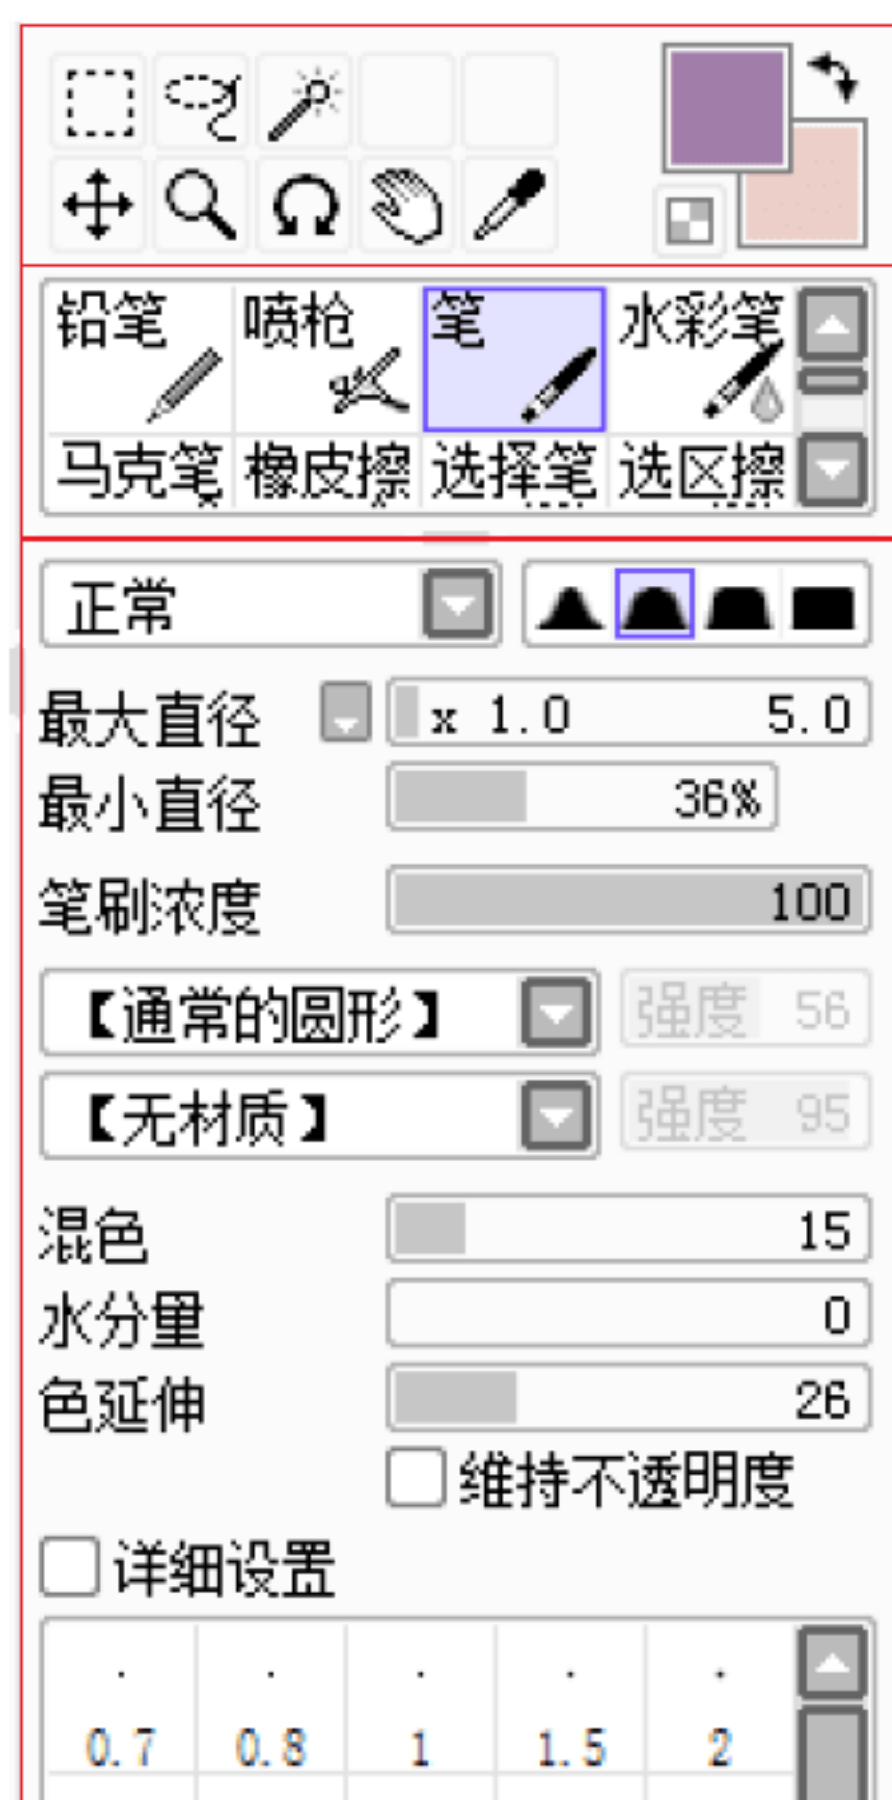 铅笔 喷枪 笔 水彩笔
马克笔 橡皮擦 选择笔 选区擦
正常
最大直径 x 1.0 5.0
最小直径 36%
笔刷浓度 100
【通常的圆形】 强度 56
【无材质】 强度 95
混色 15
水分量 0
色延伸 26
维持不透明度
详细设置
0.7 0.8 1 1.5 2